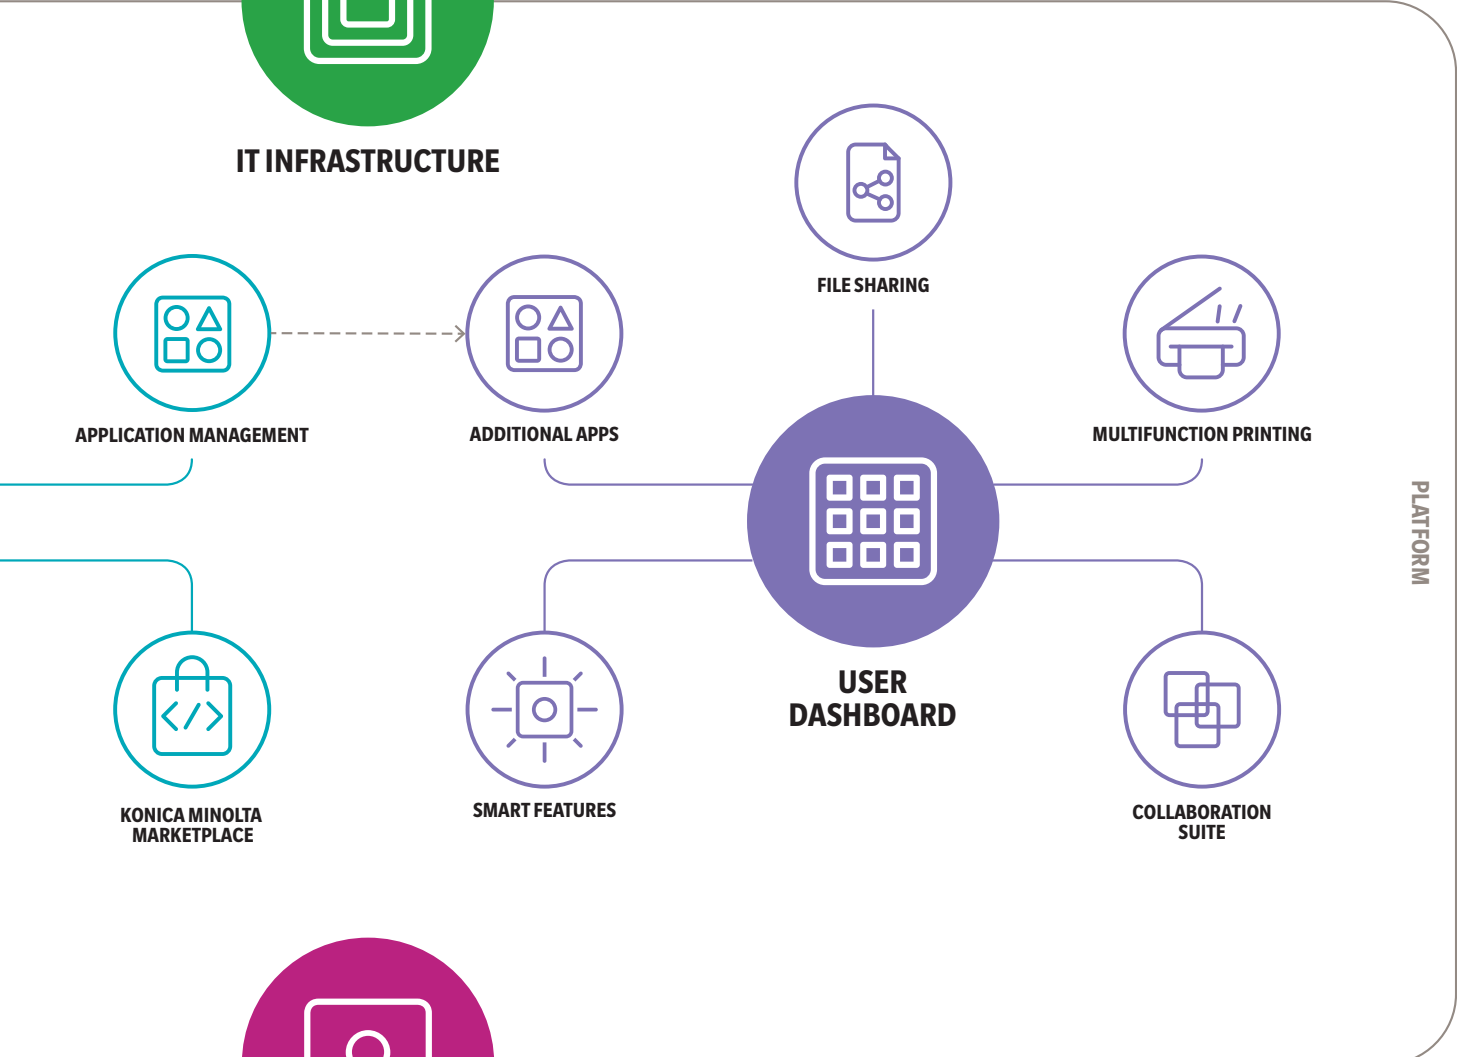 IT INFRASTRUCTURE
FILE SHARING
APPLICATION MANAGEMENT
ADDITIONAL APPS
MULTIFUNCTION PRINTING
PLATFORM
USER
DASHBOARD
KONICA MINOLTA
MARKETPLACE
SMART FEATURES
COLLABORATION
SUITE